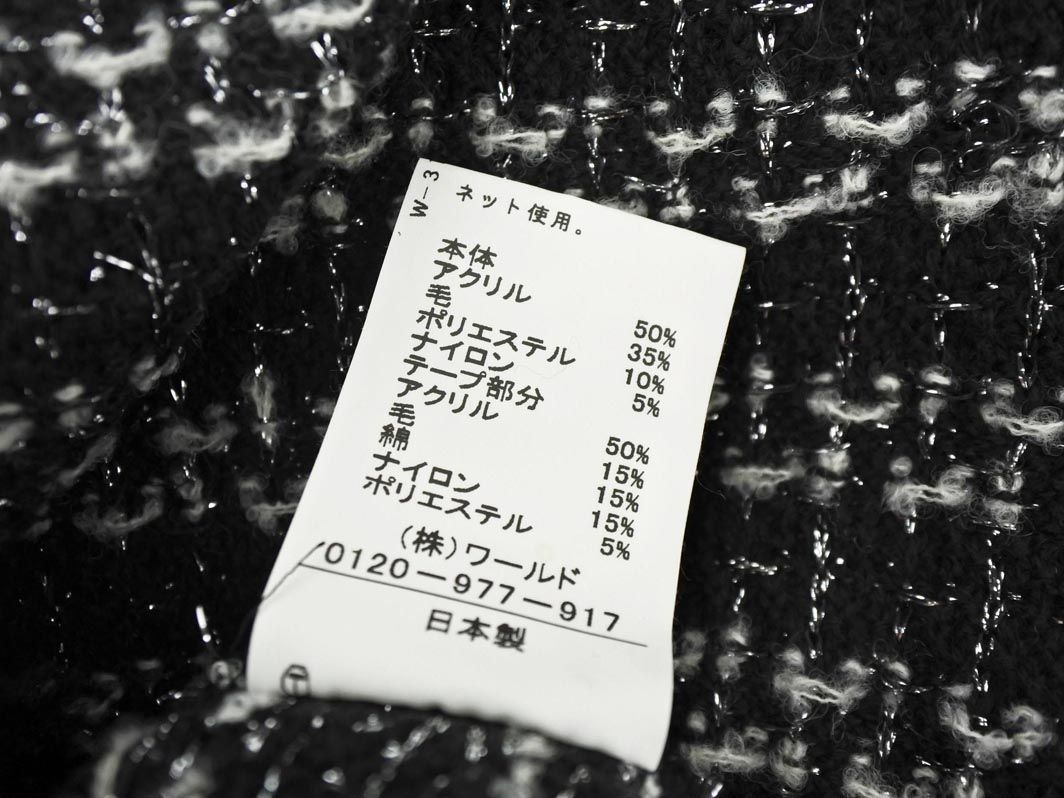 W-3
ネット使用。
本体
アクリル 50%
毛 35%
ポリエステル 10%
ナイロン 5%
テープ部分
アクリル 50%
毛 15%
綿 15%
ナイロン 15%
ポリエステル 5%
(株)ワールド
0120-977-917
日本製